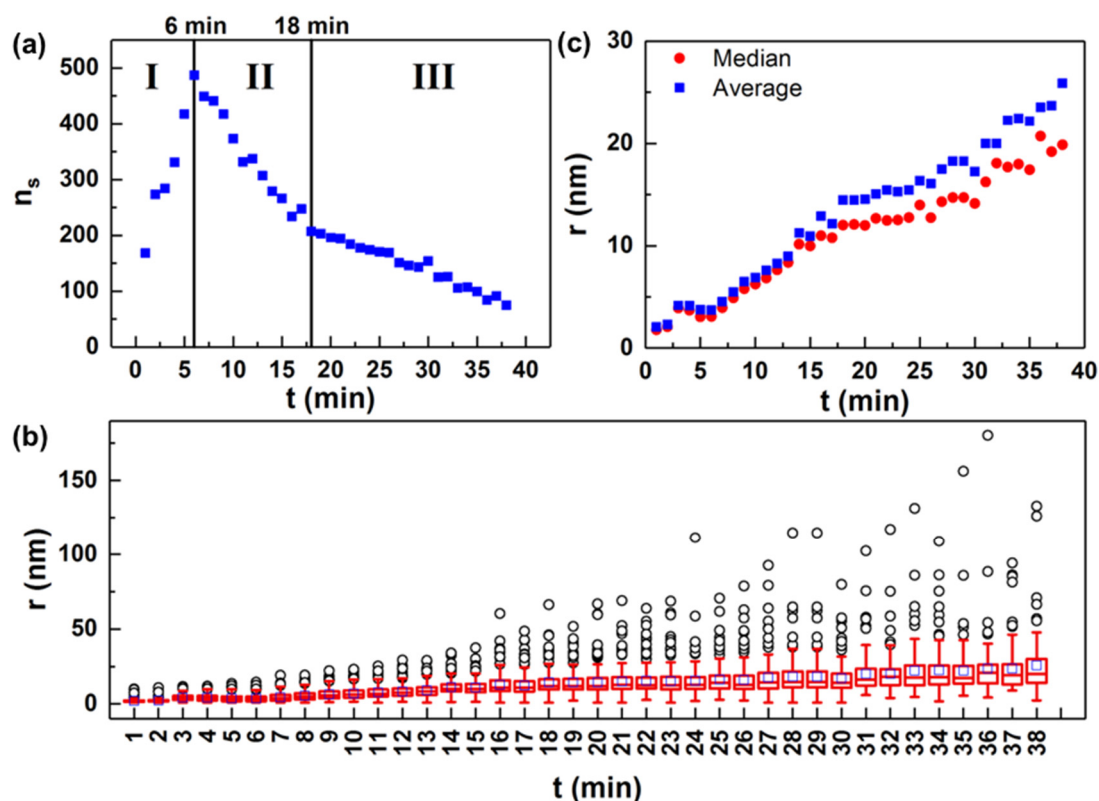 (a)
6 min 18 min
I II III
500
400
300
200
100
0
n_s
0 5 10 15 20 25 30 35 40
t (min)
(c)
Median
Average
30
20
10
0
r (nm)
0 5 10 15 20 25 30 35 40
t (min)
(b)
150
100
50
0
r (nm)
1 2 3 4 5 6 7 8 9 10 11 12 13 14 15 16 17 18 19 20 21 22 23 24 25 26 27 28 29 30 31 32 33 34 35 36 37 38
t (min)